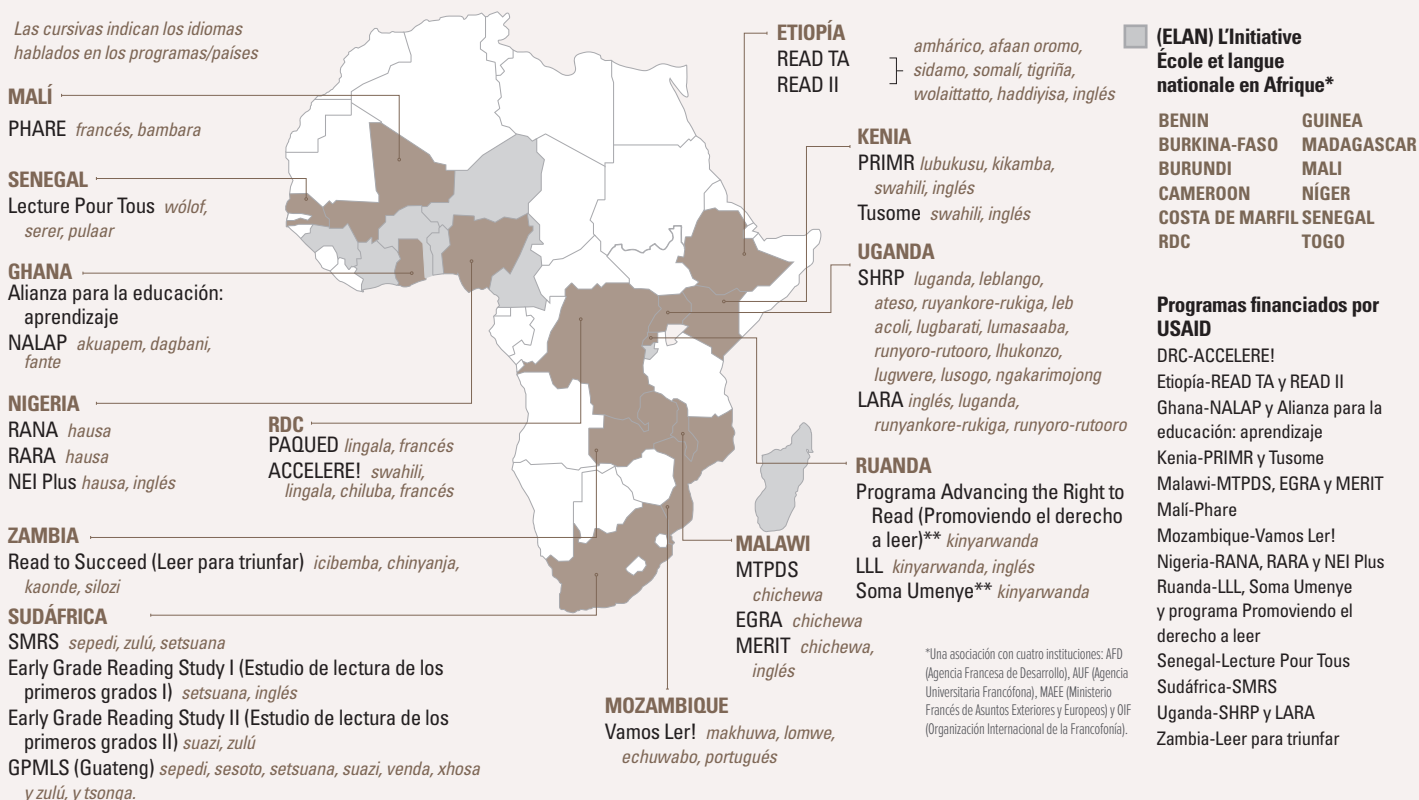 Las cursivas indican los idiomas
hablados en los programas/países
MALÍ
PHARE francés, bambara
SENEGAL
Lecture Pour Tous wólof,
serer, pulaar
GHANA
Alianza para la educación:
aprendizaje
NALAP akuapem, dagbani,
fante
NIGERIA
RANA hausa
RARA hausa
NEI Plus hausa, inglés
RDC
PAQUED lingala, francés
ACCELERE! swahili,
lingala, chiluba, francés
ZAMBIA
Read to Succeed (Leer para triunfar) icibemba, chinyanja,
kaonde, silozi
SUDÁFRICA
SMRS sepedi, zulú, setsuana
Early Grade Reading Study I (Estudio de lectura de los
primeros grados I) setsuana, inglés
Early Grade Reading Study II (Estudio de lectura de los
primeros grados II) suazi, zulú
GPMLS (Guateng) sepedi, sesoto, setsuana, suazi, venda, xhosa
y zulú, y tsonga.
ETIOPÍA
READ TA
READ II
amhárico, afaan oromo,
sidamo, somalí, tigriña,
wolaittatto, haddiyisa, inglés
KENIA
PRIMR lubukusu, kikamba,
swahili, inglés
Tusome swahili, inglés
UGANDA
SHRP luganda, leblango,
ateso, ruyankore-rukiga, leb
acoli, lugbarati, lumasaaba,
runyoro-rutooro, lhukonzo,
lugwere, lusogo, ngakarimojong
LARA inglés, luganda,
runyankore-rukiga, runyoro-rutooro
RUANDA
Programa Advancing the Right to
Read (Promoviendo el derecho
a leer)** kinyarwanda
LLL kinyarwanda, inglés
Soma Umenye** kinyarwanda
MALAWI
MTPDS
chichewa
EGRA chichewa
MERIT chichewa,
inglés
MOZAMBIQUE
Vamos Ler! makhuwa, lomwe,
echuwabo, portugués
*Una asociación con cuatro instituciones: AFD
(Agencia Francesa de Desarrollo), AUF (Agencia
Universitaria Francófona), MAEE (Ministerio
Francés de Asuntos Exteriores y Europeos) y OIF
(Organización Internacional de la Francofonía).
(ELAN) L’Initiative
École et langue
nationale en Afrique*
BENIN GUINEA
BURKINA-FASO MADAGASCAR
BURUNDI MALI
CAMEROON NÍGER
COSTA DE MARFIL SENEGAL
RDC TOGO
Programas financiados por
USAID
DRC-ACCELERE!
Etiopía-READ TA y READ II
Ghana-NALAP y Alianza para la
educación: aprendizaje
Kenia-PRIMR y Tusome
Malawi-MTPDS, EGRA y MERIT
Malí-Phare
Mozambique-Vamos Ler!
Nigeria-RANA, RARA y NEI Plus
Ruanda-LLL, Soma Umenye
y programa Promoviendo el
derecho a leer
Senegal-Lecture Pour Tous
Sudáfrica-SMRS
Uganda-SHRP y LARA
Zambia-Leer para triunfar